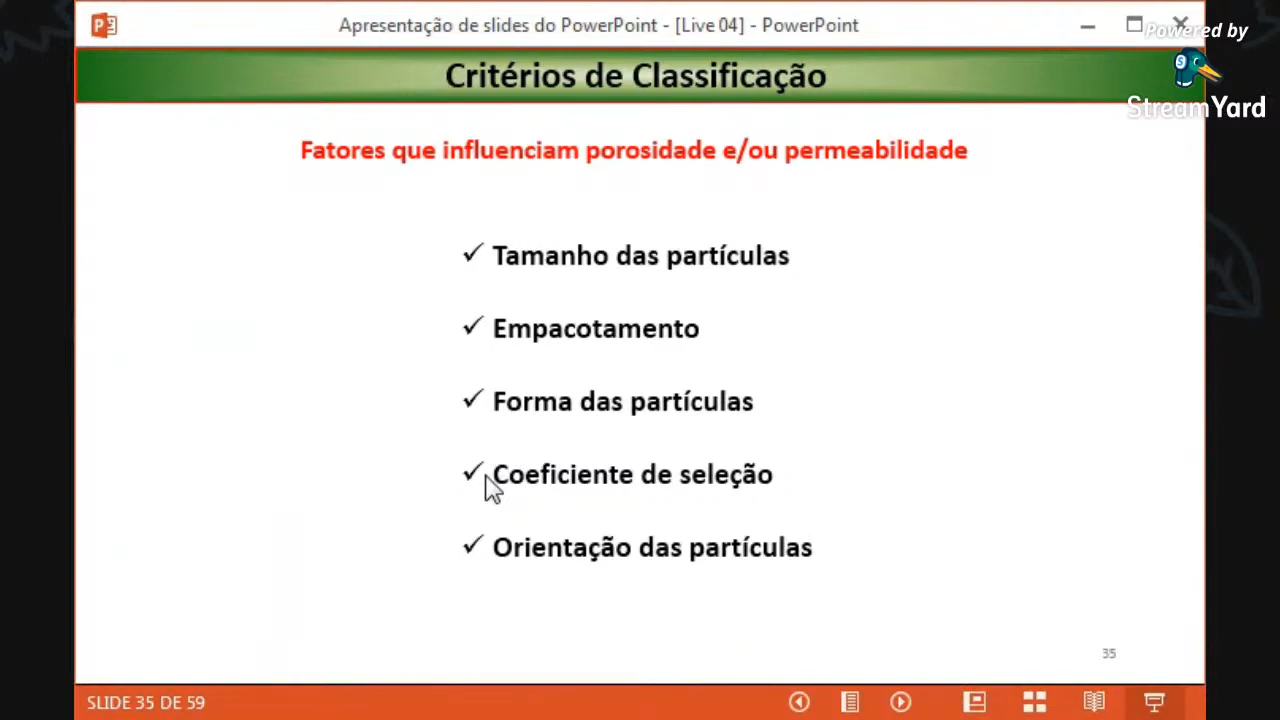 Apresentação de slides do PowerPoint - [Live 04] - PowerPoint
Powered by
StreamYard
Critérios de Classificação
Fatores que influenciam porosidade e/ou permeabilidade
✓ Tamanho das partículas
✓ Empacotamento
✓ Forma das partículas
✓ Coeficiente de seleção
✓ Orientação das partículas
35
SLIDE 35 DE 59